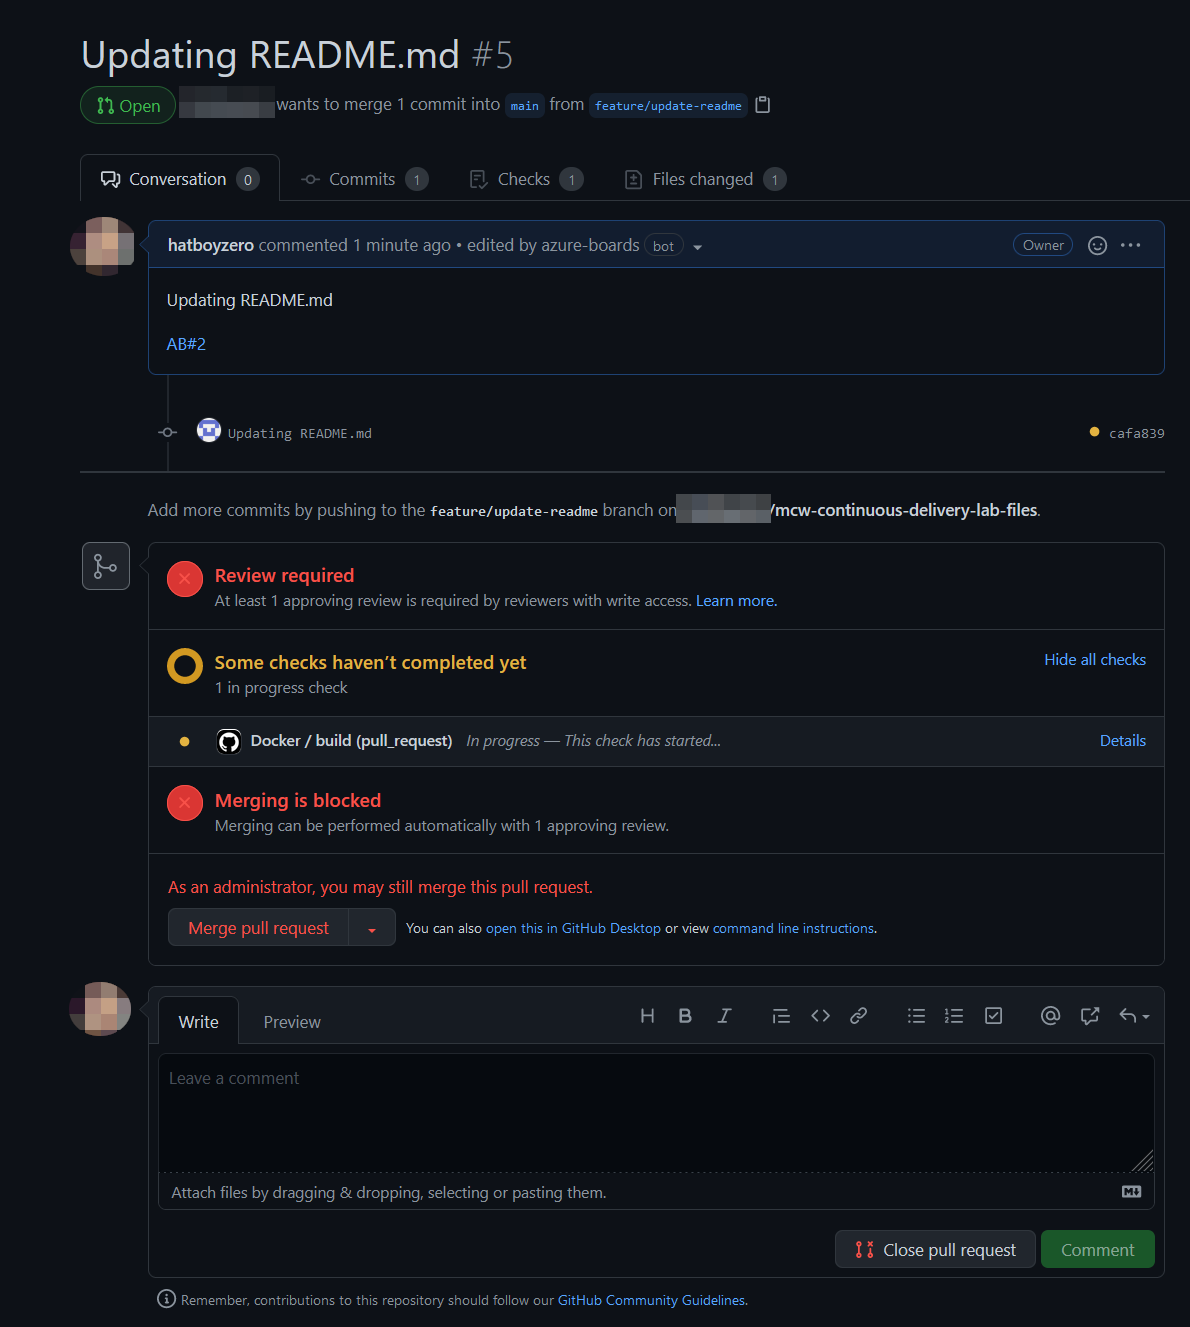 Updating README.md #5
Open wants to merge 1 commit into main from feature/update-readme
Conversation 0 Commits 1 Checks 1 Files changed 1
hatboyzero commented 1 minute ago • edited by azure-boards bot Owner
Updating README.md
AB#2
Updating README.md cafa839
Add more commits by pushing to the feature/update-readme branch on /mcw-continuous-delivery-lab-files.
Review required
At least 1 approving review is required by reviewers with write access. Learn more.
Some checks haven’t completed yet Hide all checks
1 in progress check
Docker / build (pull_request) In progress — This check has started... Details
Merging is blocked
Merging can be performed automatically with 1 approving review.
As an administrator, you may still merge this pull request.
Merge pull request You can also open this in GitHub Desktop or view command line instructions.
Write Preview
Leave a comment
Attach files by dragging & dropping, selecting or pasting them.
Close pull request Comment
Remember, contributions to this repository should follow our GitHub Community Guidelines.